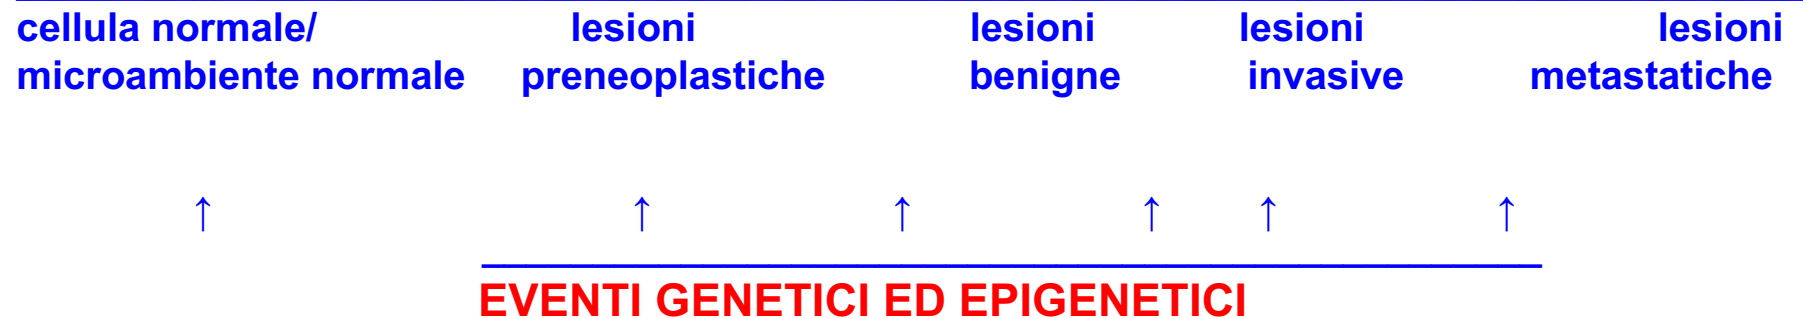 cellula normale/ lesioni lesioni lesioni lesioni
microambiente normale preneoplastiche benigne invasive metastatiche
↑ ↑ ↑ ↑ ↑ ↑
EVENTI GENETICI ED EPIGENETICI